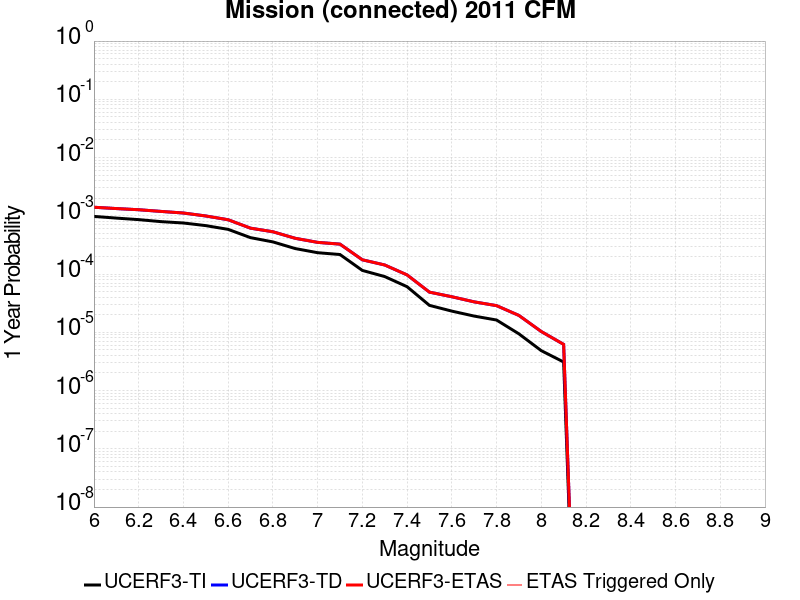 Mission (connected) 2011 CFM
1 Year Probability
10^0
10^-1
10^-2
10^-3
10^-4
10^-5
10^-6
10^-7
10^-8
6 6.2 6.4 6.6 6.8 7 7.2 7.4 7.6 7.8 8 8.2 8.4 8.6 8.8 9
Magnitude
UCERF3-TI UCERF3-TD UCERF3-ETAS ETAS Triggered Only